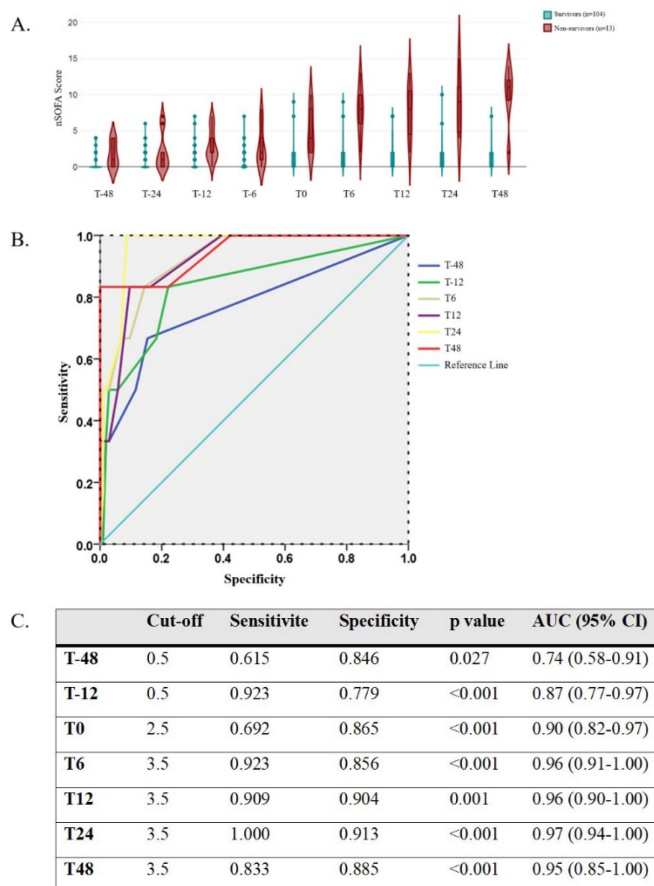 A.
Survivors (n=104)
Non-survivors (n=13)
nSOFA Score
20
15
10
5
0
T-48 T-24 T-12 T-6 T0 T6 T12 T24 T48
B.
Sensitivity
1.0
0.8
0.6
0.4
0.2
0.0
0.0 0.2 0.4 0.6 0.8 1.0
Specificity
T-48
T-12
T6
T12
T24
T48
Reference Line
C.
Cut-off Sensitivite Specificity p value AUC (95% CI)
T-48 0.5 0.615 0.846 0.027 0.74 (0.58-0.91)
T-12 0.5 0.923 0.779 <0.001 0.87 (0.77-0.97)
T0 2.5 0.692 0.865 <0.001 0.90 (0.82-0.97)
T6 3.5 0.923 0.856 <0.001 0.96 (0.91-1.00)
T12 3.5 0.909 0.904 0.001 0.96 (0.90-1.00)
T24 3.5 1.000 0.913 <0.001 0.97 (0.94-1.00)
T48 3.5 0.833 0.885 <0.001 0.95 (0.85-1.00)